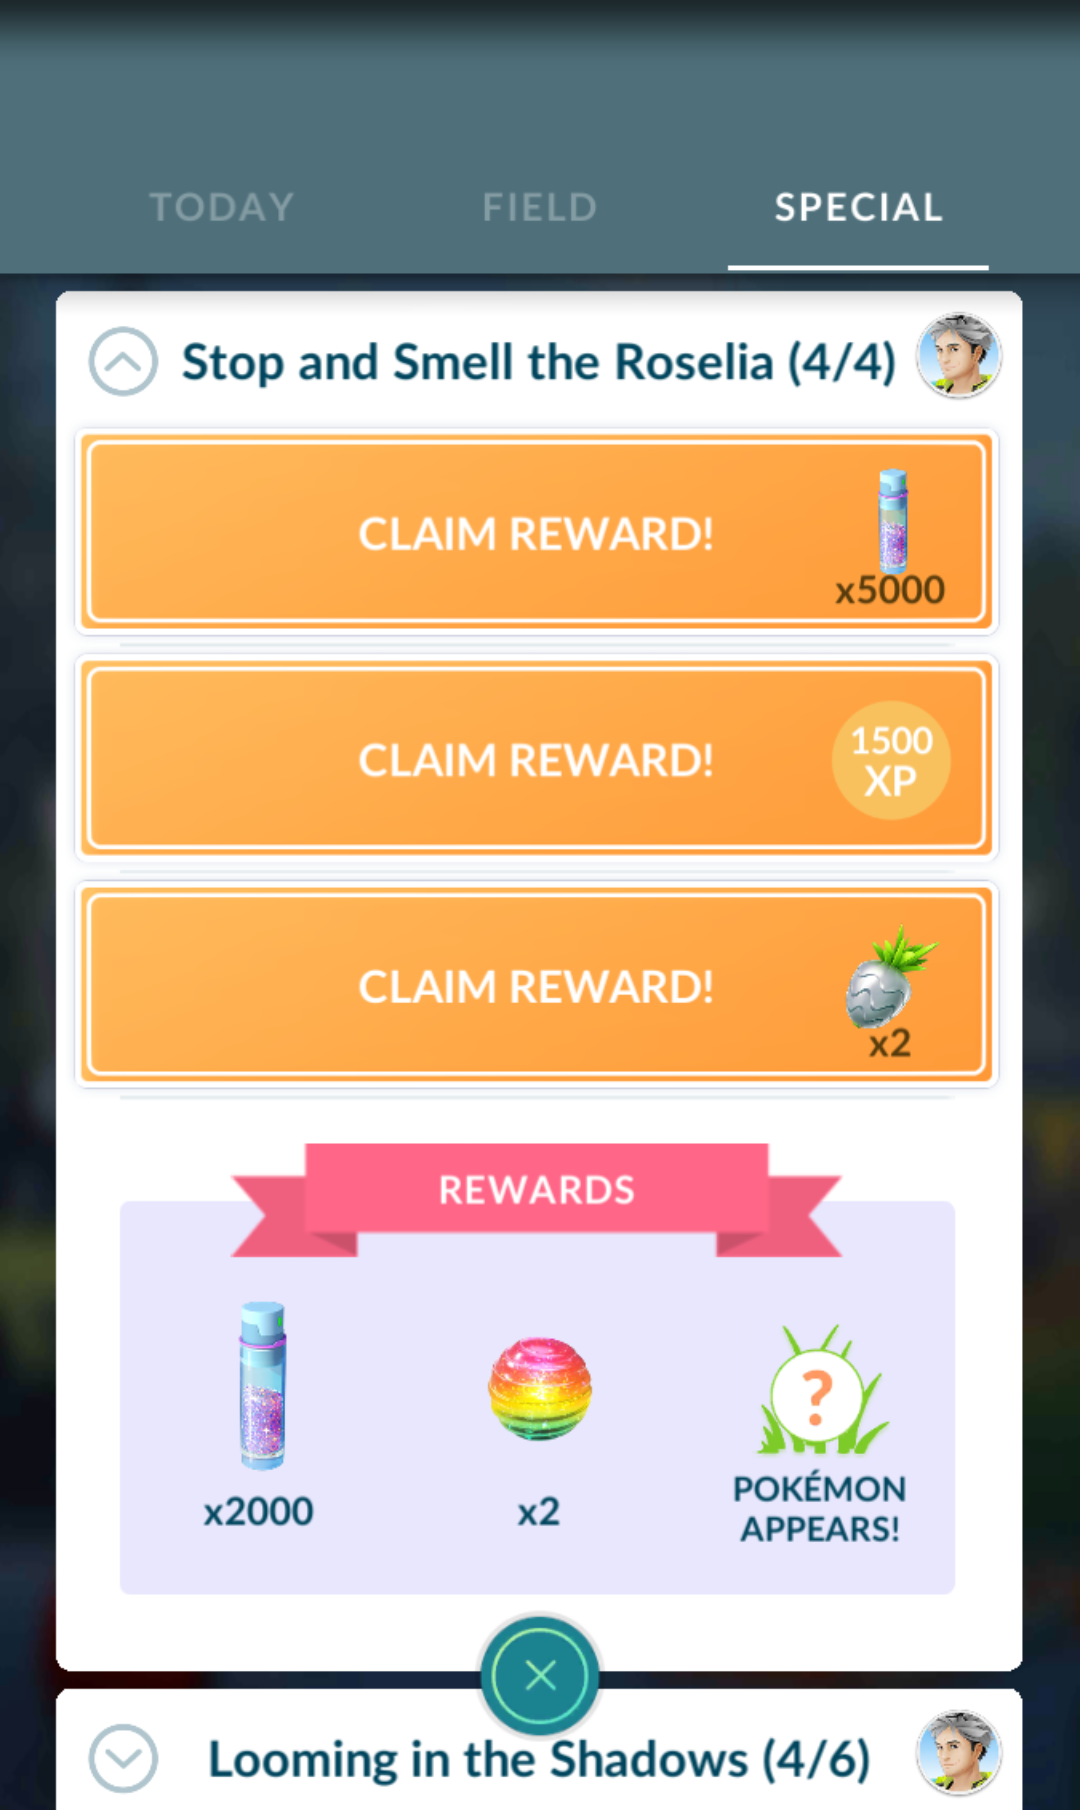 TODAY FIELD SPECIAL
Stop and Smell the Roselia (4/4)
CLAIM REWARD!
x5000
CLAIM REWARD!
1500
XP
CLAIM REWARD!
x2
REWARDS
x2000
x2
?
POKÉMON
APPEARS!
Looming in the Shadows (4/6)